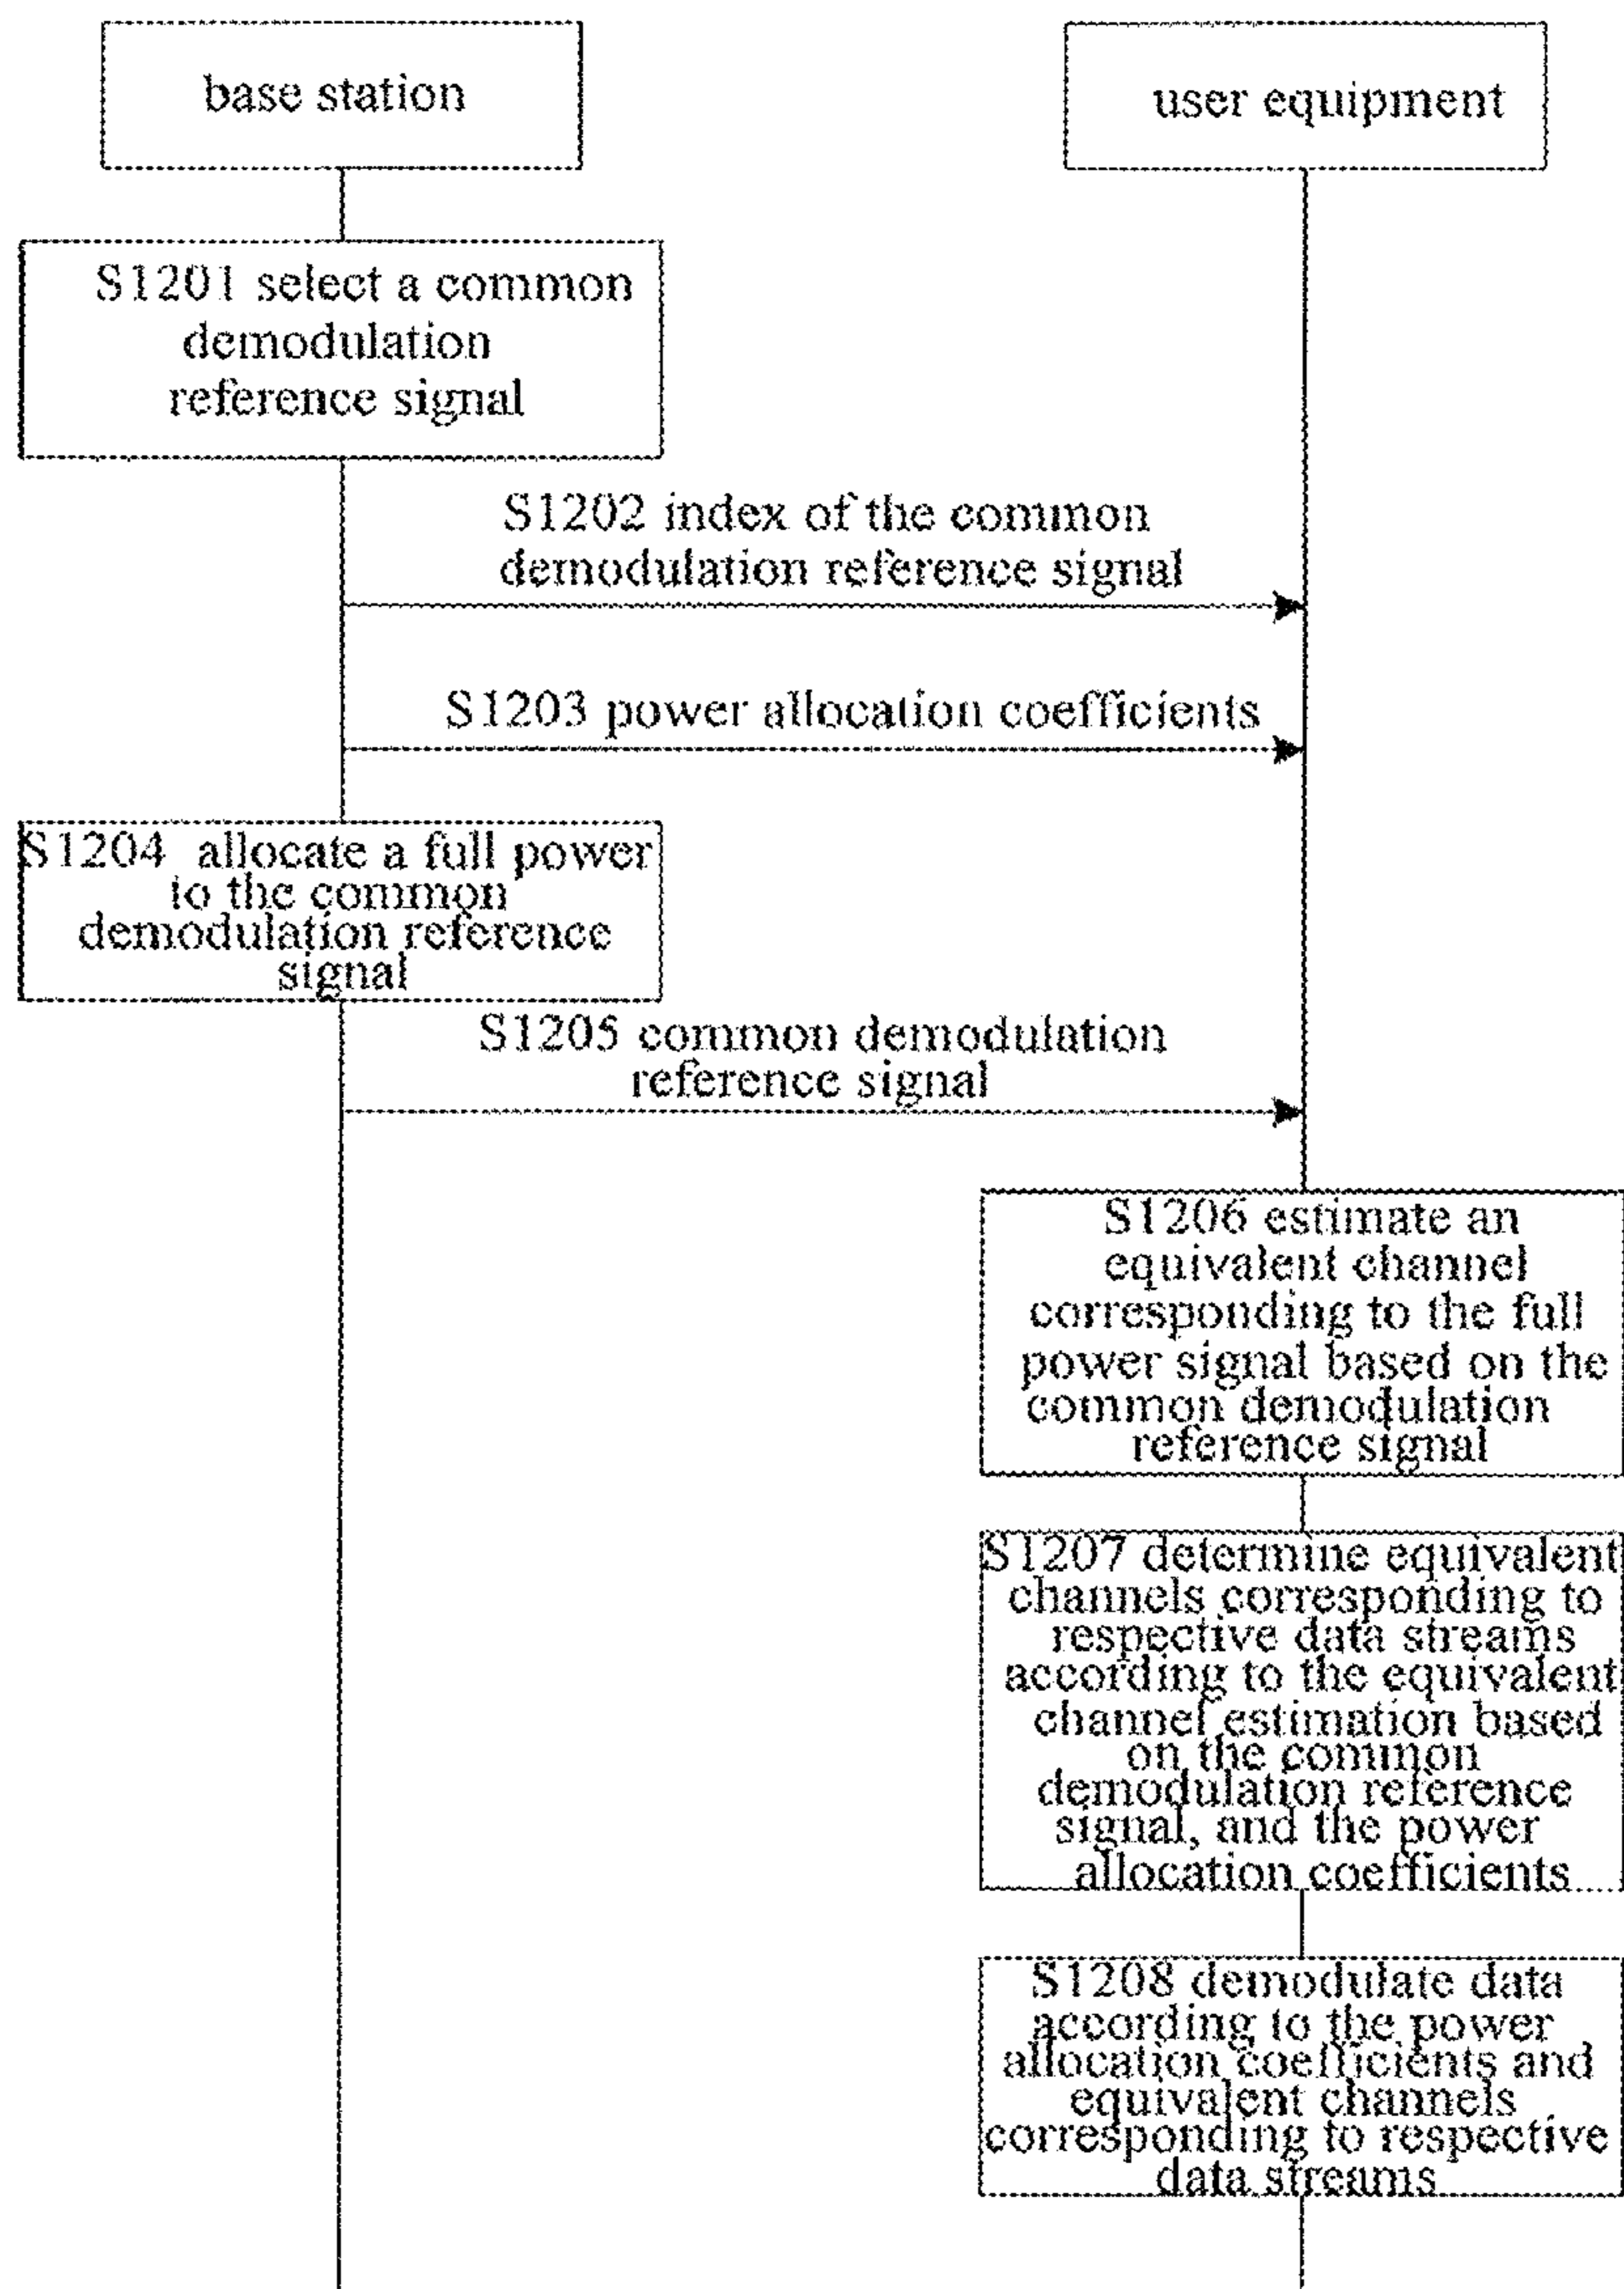 base station
user equipment
S1201 select a common
demodulation
reference signal
S1202 index of the common
demodulation reference signal
S1203 power allocation coefficients
S1204 allocate a full power
to the common
demodulation reference
signal
S1205 common demodulation
reference signal
S1206 estimate an
equivalent channel
corresponding to the full
power signal based on the
common demodulation
reference signal
S1207 determine equivalent
channels corresponding to
respective data streams
according to the equivalent
channel estimation based
on the common
demodulation reference
signal, and the power
allocation coefficients
S1208 demodulate data
according to the power
allocation coefficients and
equivalent channels
corresponding to respective
data streams